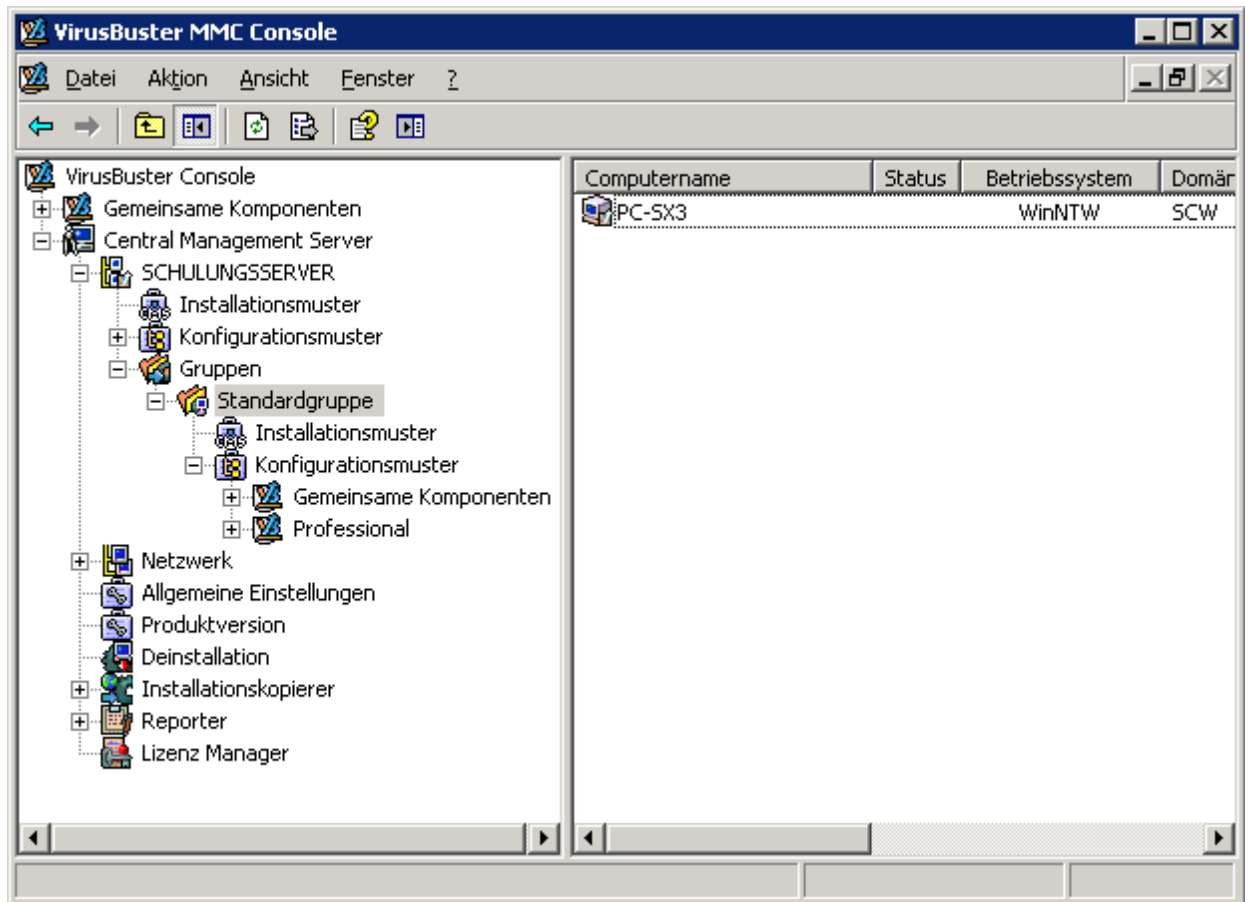 VirusBuster MMC Console
Datei Aktion Ansicht Fenster ?
VirusBuster Console
Gemeinsame Komponenten
Central Management Server
SCHULUNGSSERVER
Installationsmuster
Konfigurationsmuster
Gruppen
Standardgruppe
Installationsmuster
Konfigurationsmuster
Gemeinsame Komponenten
Professional
Netzwerk
Allgemeine Einstellungen
Produktversion
Deinstallation
Installationskopierer
Reporter
Lizenz Manager
Computername Status Betriebssystem Domän
PC-SX3 WinNTW SCW